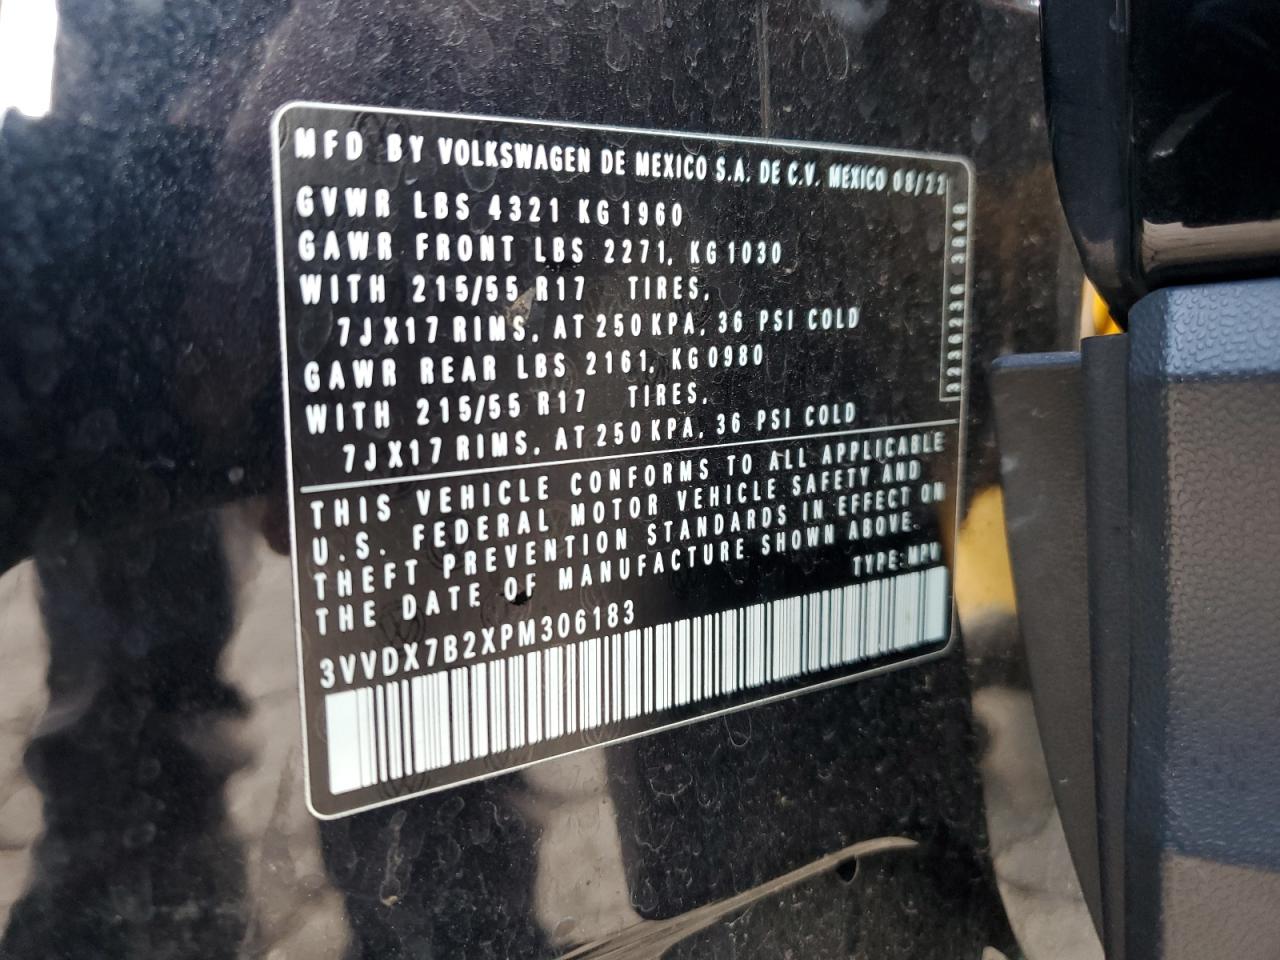 MFD BY VOLKSWAGEN DE MEXICO S.A. DE C.V. MEXICO 08/22
GVWR LBS 4321 KG 1960
GAWR FRONT LBS 2271, KG 1030
WITH 215/55 R17 TIRES,
7JX17 RIMS, AT 250 KPA, 36 PSI COLD
GAWR REAR LBS 2161, KG 0980
WITH 215/55 R17 TIRES,
7JX17 RIMS, AT 250 KPA, 36 PSI COLD
3236236 3840
THIS VEHICLE CONFORMS TO ALL APPLICABLE
U.S. FEDERAL MOTOR VEHICLE SAFETY AND
THEFT PREVENTION STANDARDS IN EFFECT ON
THE DATE OF MANUFACTURE SHOWN ABOVE.
TYPE: MPV
3VVDX7B2XPM306183